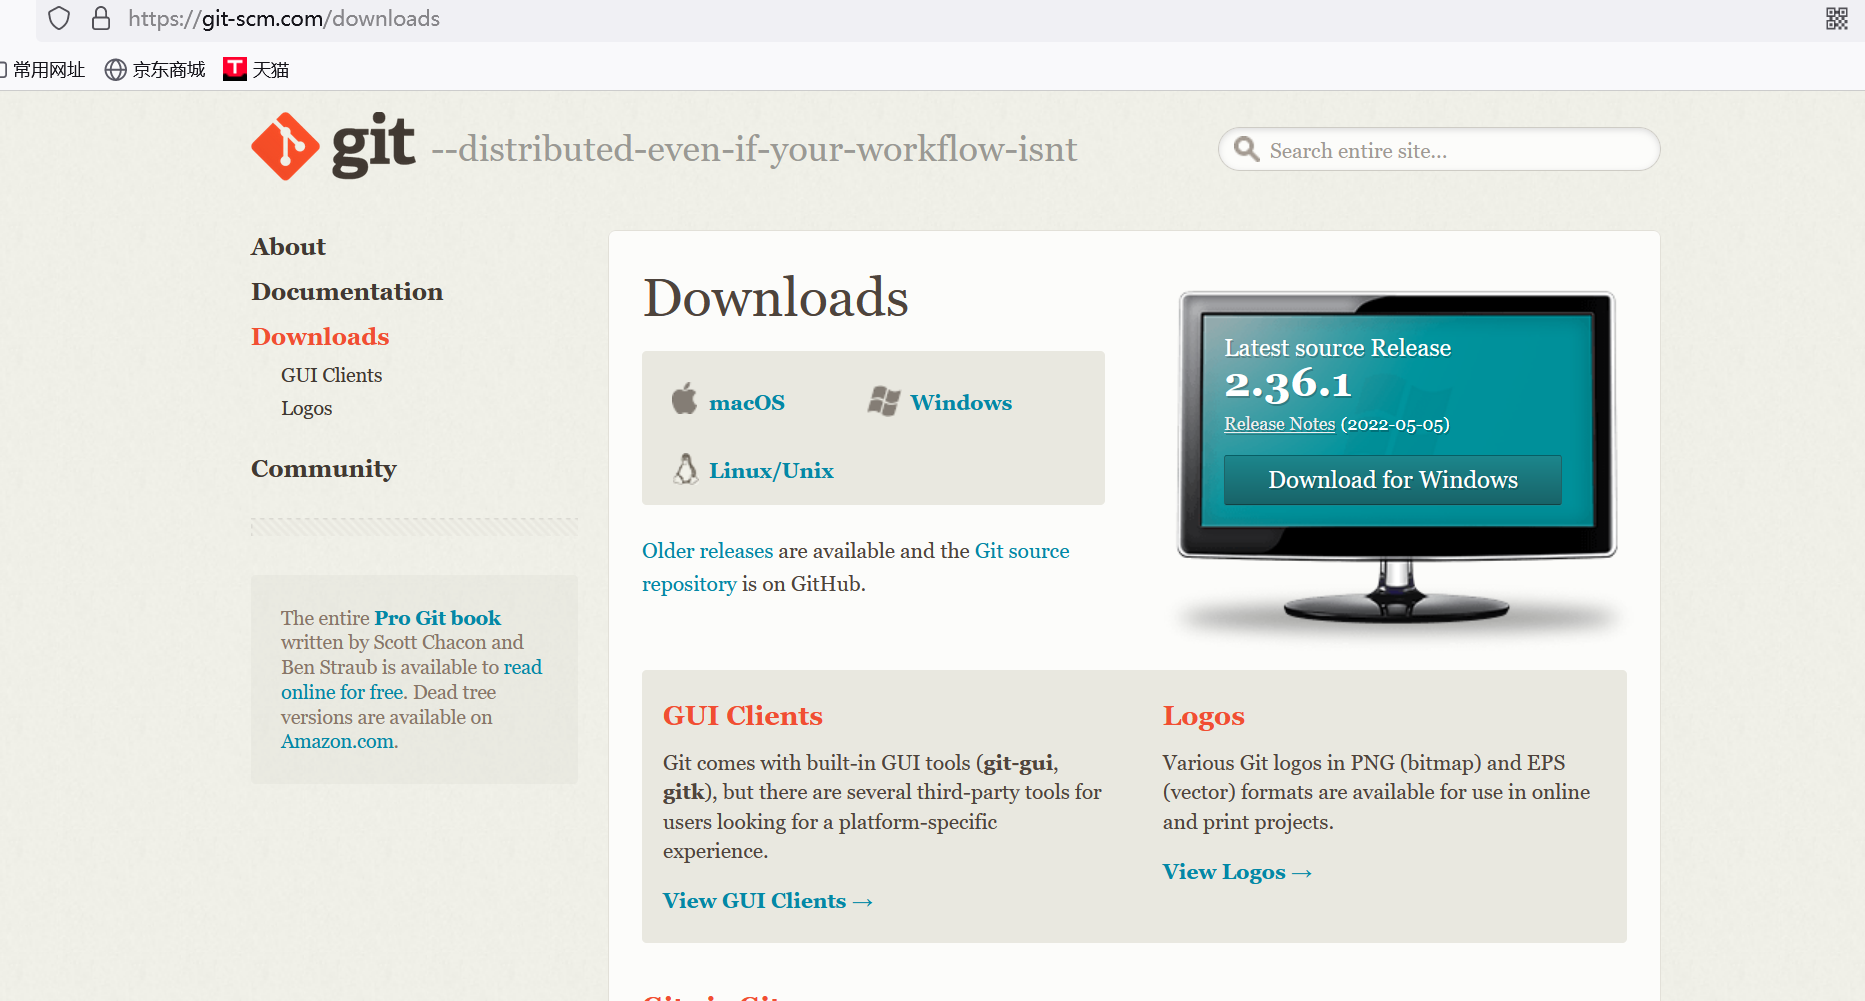 https://git-scm.com/downloads
常用网址 京东商城 天猫
git --distributed-even-if-your-workflow-isnt
Search entire site...
About
Documentation
Downloads
GUI Clients
Logos
Community
The entire Pro Git book
written by Scott Chacon and
Ben Straub is available to read
online for free. Dead tree
versions are available on
Amazon.com.
Downloads
macOS Windows
Linux/Unix
Older releases are available and the Git source
repository is on GitHub.
Latest source Release
2.36.1
Release Notes (2022-05-05)
Download for Windows
GUI Clients
Git comes with built-in GUI tools (git-gui,
gitk), but there are several third-party tools for
users looking for a platform-specific
experience.
View GUI Clients →
Logos
Various Git logos in PNG (bitmap) and EPS
(vector) formats are available for use in online
and print projects.
View Logos →